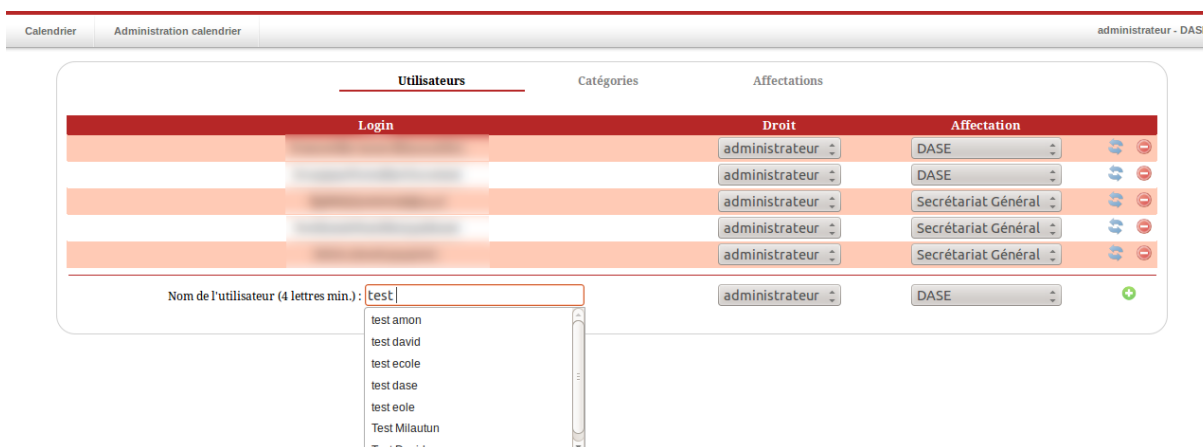 Calendrier Administration calendrier administrateur - DASE
Utilisateurs Catégories Affectations
Login Droit Affectation
administrateur DASE
administrateur DASE
administrateur Secrétariat Général
administrateur Secrétariat Général
administrateur Secrétariat Général
Nom de l'utilisateur (4 lettres min.) : test administrateur DASE
test amon
test david
test ecole
test dase
test eole
Test Milautun